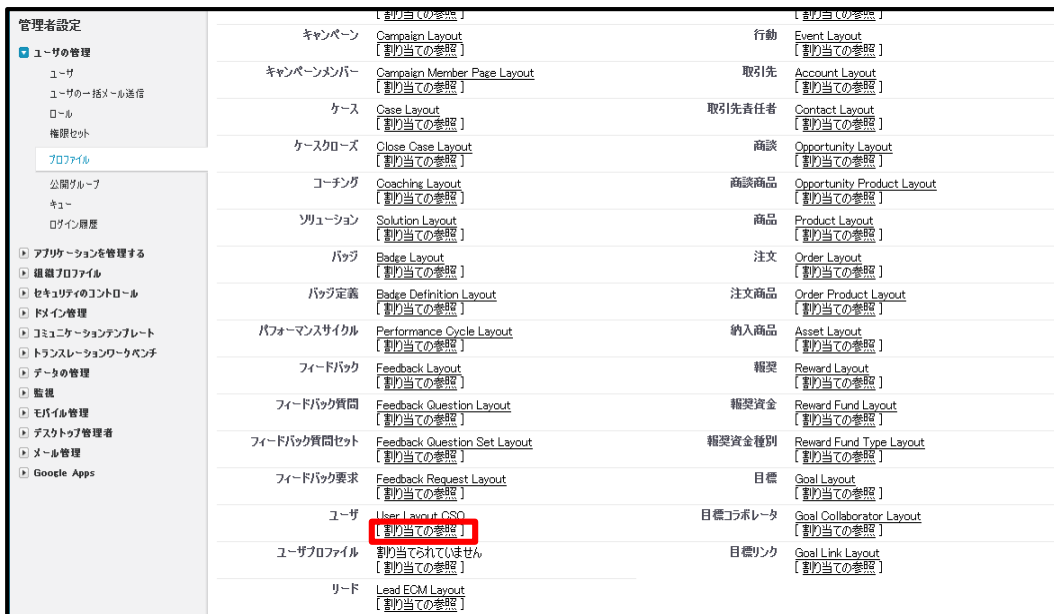 管理者設定
ユーザの管理
ユーザ
ユーザの一括メール送信
ロール
権限セット
プロファイル
公開グループ
キュー
ログイン履歴
アプリケーションを管理する
組織プロファイル
セキュリティのコントロール
ドメイン管理
コミュニケーションテンプレート
トランスレーションワークベンチ
データの管理
監視
モバイル管理
デスクトップ管理者
メール管理
Google Apps
[ 割り当ての参照 ]
キャンペーン Campaign Layout
[ 割り当ての参照 ]
キャンペーンメンバー Campaign Member Page Layout
[ 割り当ての参照 ]
ケース Case Layout
[ 割り当ての参照 ]
ケースクローズ Close Case Layout
[ 割り当ての参照 ]
コーチング Coaching Layout
[ 割り当ての参照 ]
ソリューション Solution Layout
[ 割り当ての参照 ]
バッジ Badge Layout
[ 割り当ての参照 ]
バッジ定義 Badge Definition Layout
[ 割り当ての参照 ]
パフォーマンスサイクル Performance Cycle Layout
[ 割り当ての参照 ]
フィードバック Feedback Layout
[ 割り当ての参照 ]
フィードバック質問 Feedback Question Layout
[ 割り当ての参照 ]
フィードバック質問セット Feedback Question Set Layout
[ 割り当ての参照 ]
フィードバック要求 Feedback Request Layout
[ 割り当ての参照 ]
ユーザ User Layout CSO
[ 割り当ての参照 ]
ユーザプロファイル 割り当てられていません
[ 割り当ての参照 ]
リード Lead ECM Layout
[ 割り当ての参照 ]
[ 割り当ての参照 ]
行動 Event Layout
[ 割り当ての参照 ]
取引先 Account Layout
[ 割り当ての参照 ]
取引先責任者 Contact Layout
[ 割り当ての参照 ]
商談 Opportunity Layout
[ 割り当ての参照 ]
商談商品 Opportunity Product Layout
[ 割り当ての参照 ]
商品 Product Layout
[ 割り当ての参照 ]
注文 Order Layout
[ 割り当ての参照 ]
注文商品 Order Product Layout
[ 割り当ての参照 ]
納入商品 Asset Layout
[ 割り当ての参照 ]
報奨 Reward Layout
[ 割り当ての参照 ]
報奨資金 Reward Fund Layout
[ 割り当ての参照 ]
報奨資金種別 Reward Fund Type Layout
[ 割り当ての参照 ]
目標 Goal Layout
[ 割り当ての参照 ]
目標コラボレータ Goal Collaborator Layout
[ 割り当ての参照 ]
目標リンク Goal Link Layout
[ 割り当ての参照 ]